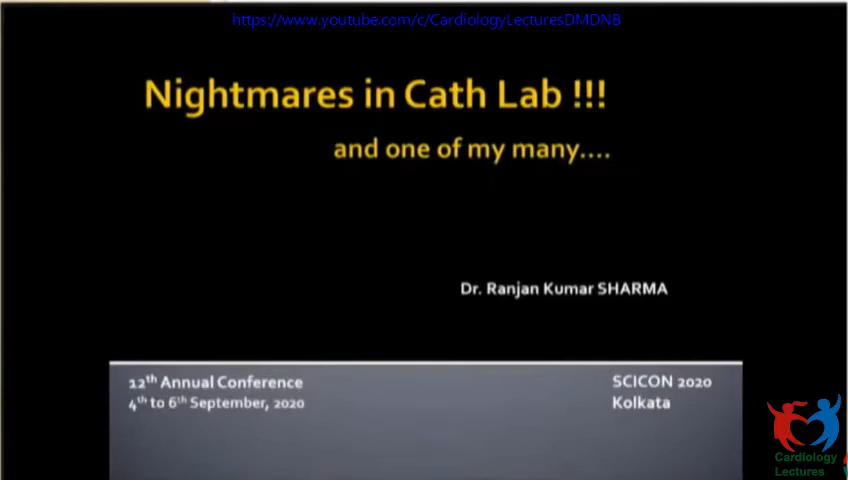 https://www.youtube.com/c/CardiologyLecturesDMDNB
Nightmares in Cath Lab !!!
and one of my many....
Dr. Ranjan Kumar SHARMA
12th Annual Conference
4th to 6th September, 2020
SCICON 2020
Kolkata
Cardiology
Lectures